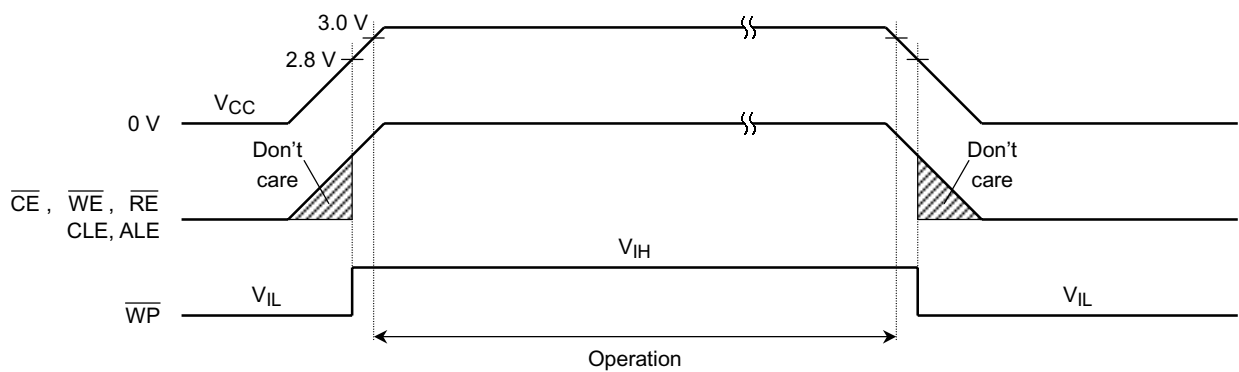 3.0 V
2.8 V
VCC
0 V
Don't
care
Don't
care
CE , WE , RE
CLE, ALE
VIH
VIL
VIL
WP
Operation